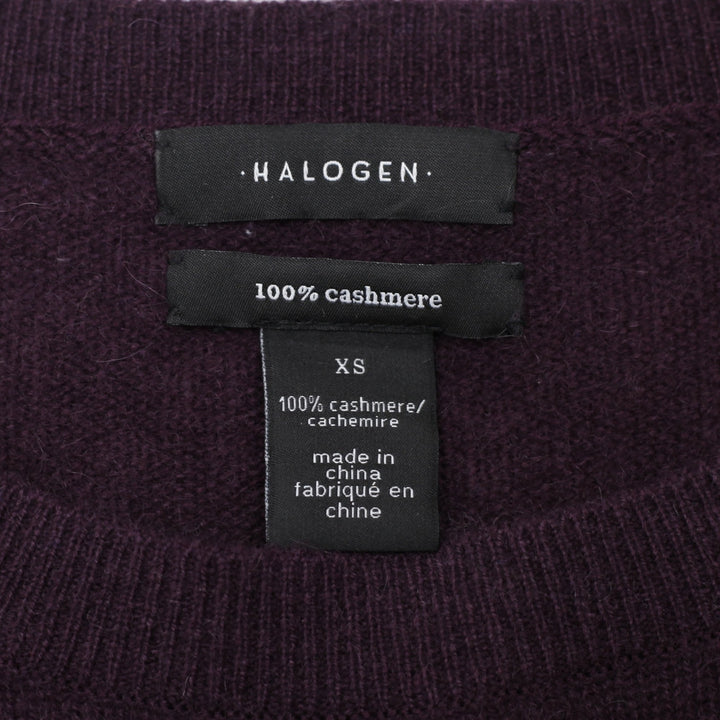 ·HALOGEN·
100% cashmere
XS
100% cashmere/
cachemire
made in
china
fabriqué en
chine